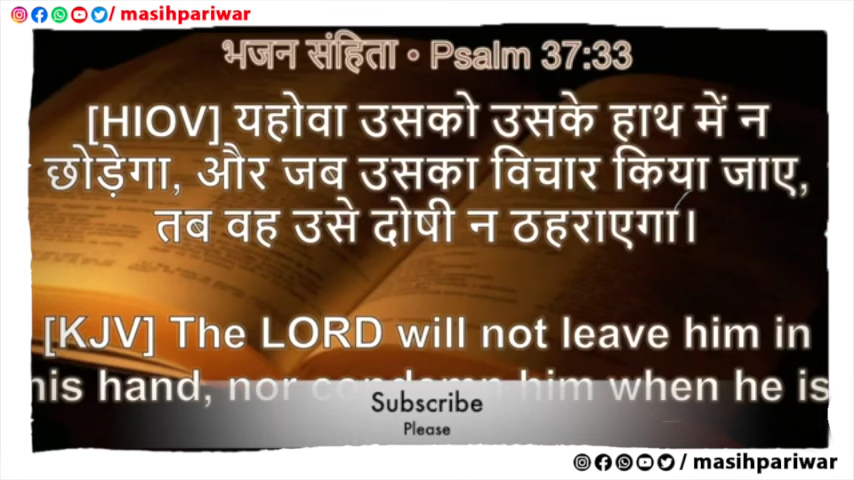 / masihpariwar
भजन संहिता • Psalm 37:33
[HIOV] यहोवा उसको उसके हाथ में न
छोड़ेगा, और जब उसका विचार किया जाए,
तब वह उसे दोषी न ठहराएगा।
[KJV] The LORD will not leave him in
his hand, nor condemn him when he is
Subscribe
Please
/ masihpariwar